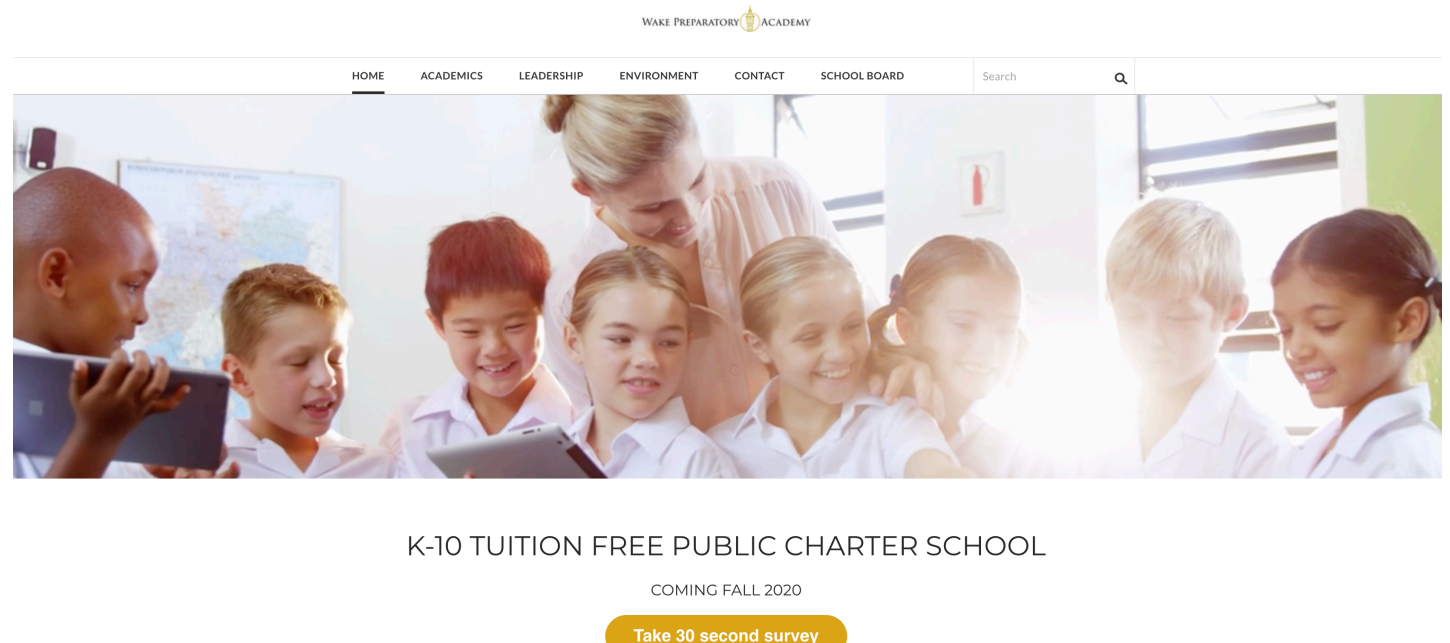 WAKE PREPARATORY ACADEMY
HOME ACADEMICS LEADERSHIP ENVIRONMENT CONTACT SCHOOL BOARD Search
K-10 TUITION FREE PUBLIC CHARTER SCHOOL
COMING FALL 2020
Take 30 second survey